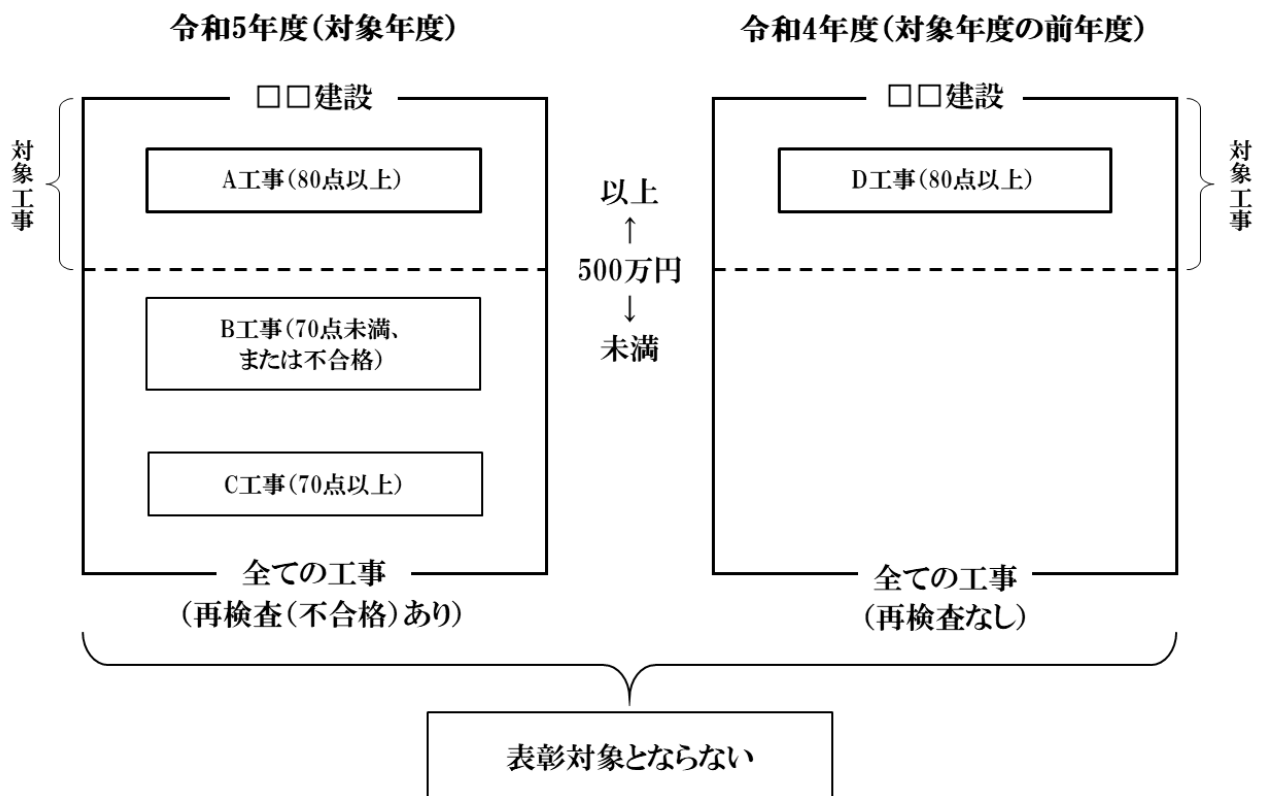 令和5年度(対象年度)
令和4年度(対象年度の前年度)
□□建設
□□建設
対象工事
A工事(80点以上)
以上
↑
500万円
↓
未満
D工事(80点以上)
対象工事
B工事(70点未満、
または不合格)
C工事(70点以上)
全ての工事
(再検査(不合格)あり)
全ての工事
(再検査なし)
表彰対象とならない